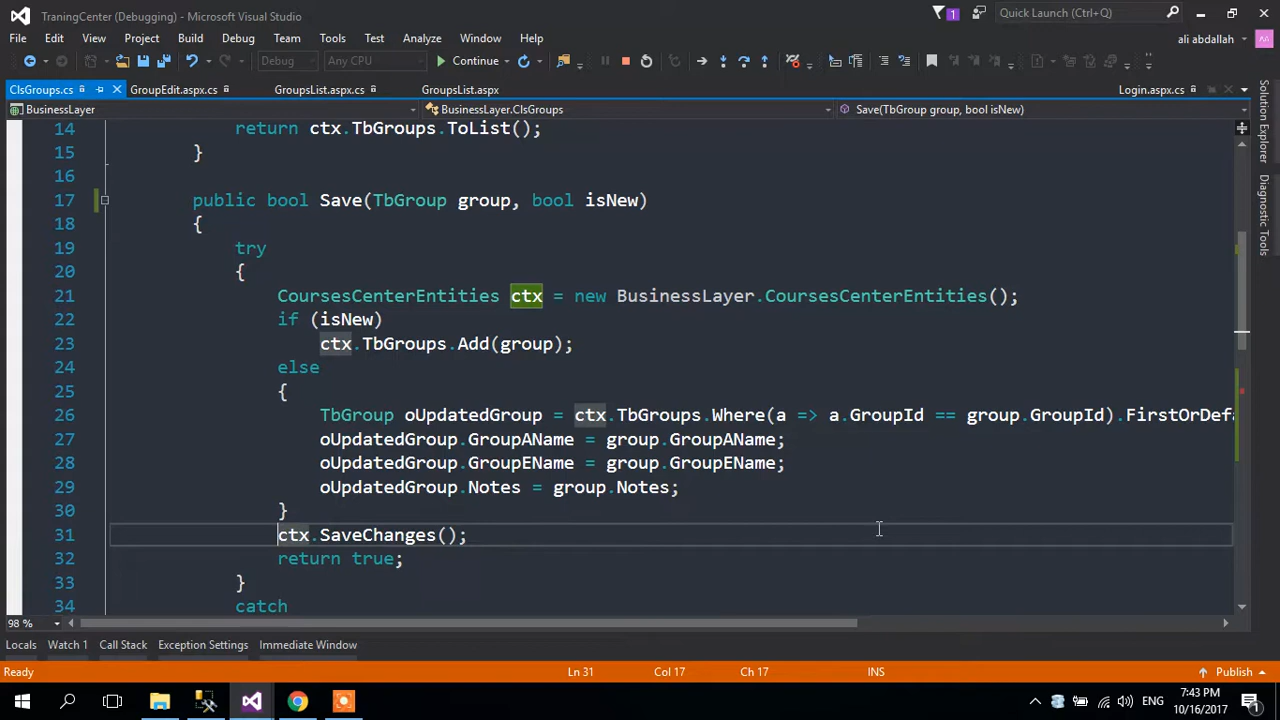 TraningCenter (Debugging) - Microsoft Visual Studio
1
Quick Launch (Ctrl+Q)
File Edit View Project Build Debug Team Tools Test Analyze Window Help
ali abdallah
Debug Any CPU Continue
ClsGroups.cs GroupEdit.aspx.cs GroupsList.aspx.cs GroupsList.aspx Login.aspx.cs
BusinessLayer BusinessLayer.ClsGroups Save(TbGroup group, bool isNew)
14 return ctx.TbGroups.ToList();
15 }
16
17 public bool Save(TbGroup group, bool isNew)
18 {
19 try
20 {
21 CoursesCenterEntities ctx = new BusinessLayer.CoursesCenterEntities();
22 if (isNew)
23 ctx.TbGroups.Add(group);
24 else
25 {
26 TbGroup oUpdatedGroup = ctx.TbGroups.Where(a => a.GroupId == group.GroupId).FirstOrDefa
27 oUpdatedGroup.GroupAName = group.GroupAName;
28 oUpdatedGroup.GroupEName = group.GroupEName;
29 oUpdatedGroup.Notes = group.Notes;
30 }
31 ctx.SaveChanges();
32 return true;
33 }
34 catch
Solution Explorer
Diagnostic Tools
98 %
Locals Watch 1 Call Stack Exception Settings Immediate Window
Ready Ln 31 Col 17 Ch 17 INS Publish
ENG
7:43 PM
10/16/2017
1